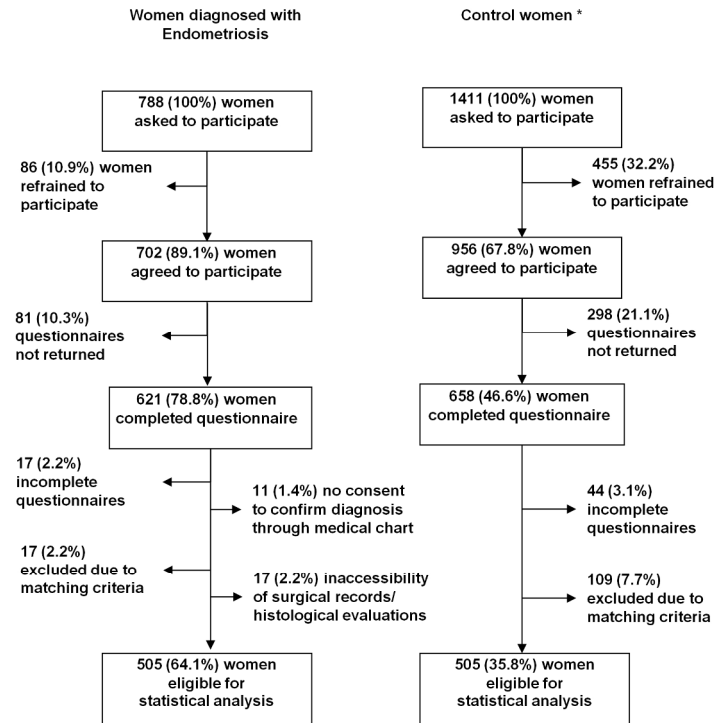 Women diagnosed with
Endometriosis
788 (100%) women
asked to participate
86 (10.9%) women
refrained to
participate
702 (89.1%) women
agreed to participate
81 (10.3%)
questionnaires
not returned
621 (78.8%) women
completed questionnaire
17 (2.2%)
incomplete
questionnaires
11 (1.4%) no consent
to confirm diagnosis
through medical chart
17 (2.2%)
excluded due to
matching criteria
17 (2.2%) inaccessibility
of surgical records/
histological evaluations
505 (64.1%) women
eligible for
statistical analysis
Control women *
1411 (100%) women
asked to participate
455 (32.2%)
women refrained
to participate
956 (67.8%) women
agreed to participate
298 (21.1%)
questionnaires
not returned
658 (46.6%) women
completed questionnaire
44 (3.1%)
incomplete
questionnaires
109 (7.7%)
excluded due to
matching criteria
505 (35.8%) women
eligible for
statistical analysis